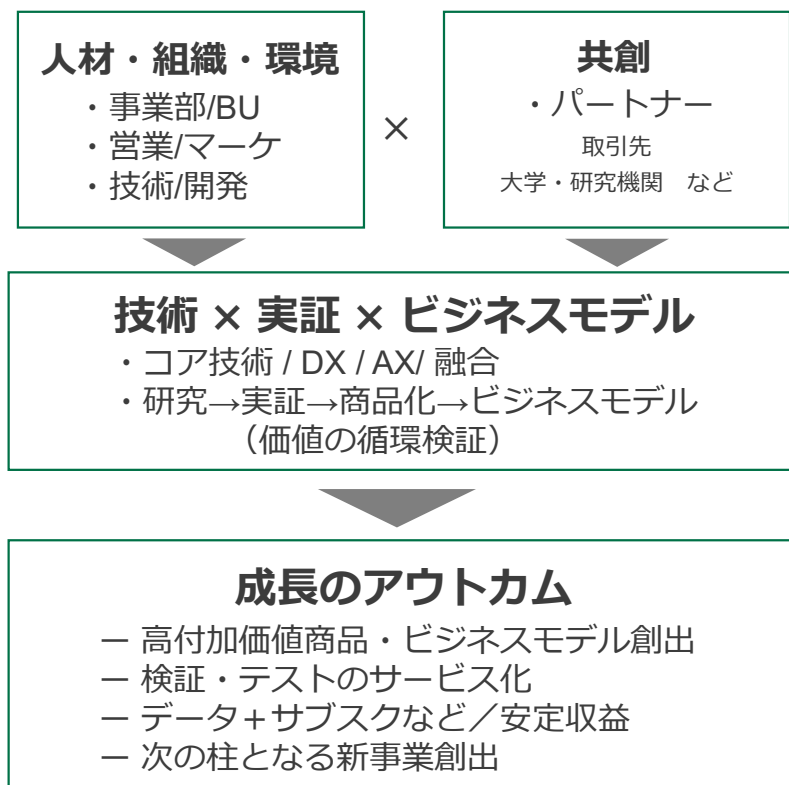 人材・組織・環境
・事業部/BU
・営業/マーケ
・技術/開発
×
共創
・パートナー
取引先
大学・研究機関　など
技術 × 実証 × ビジネスモデル
・コア技術 / DX / AX/ 融合
・研究→実証→商品化→ビジネスモデル
（価値の循環検証）
成長のアウトカム
ー 高付加価値商品・ビジネスモデル創出
ー 検証・テストのサービス化
ー データ＋サブスクなど／安定収益
ー 次の柱となる新事業創出